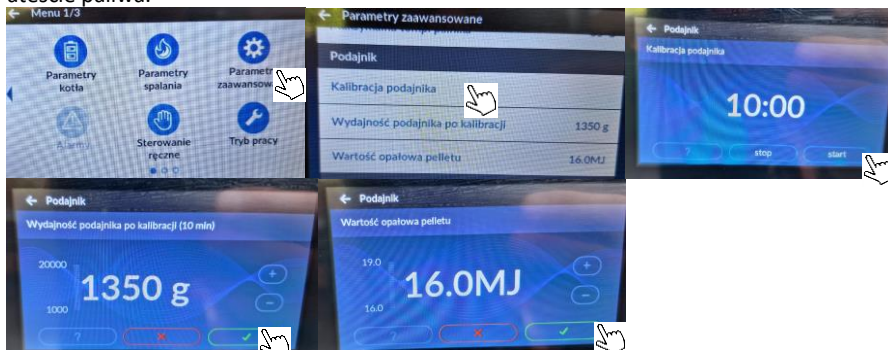 Menu 1/3
Parametry kotła
Parametry spalania
Parametry zaawansow
Alarmy
Sterowanie ręczne
Tryb pracy
Parametry zaawansowane
Podajnik
Kalibracja podajnika
Wydajność podajnika po kalibracji 1350 g
Wartość opałowa pelletu 16.0MJ
Podajnik
Kalibracja podajnika
10:00
? stop start
Podajnik
Wydajność podajnika po kalibracji (10 min)
20000
1350 g
1000
?
Podajnik
Wartość opałowa pelletu
19.0
16.0MJ
16.0
?